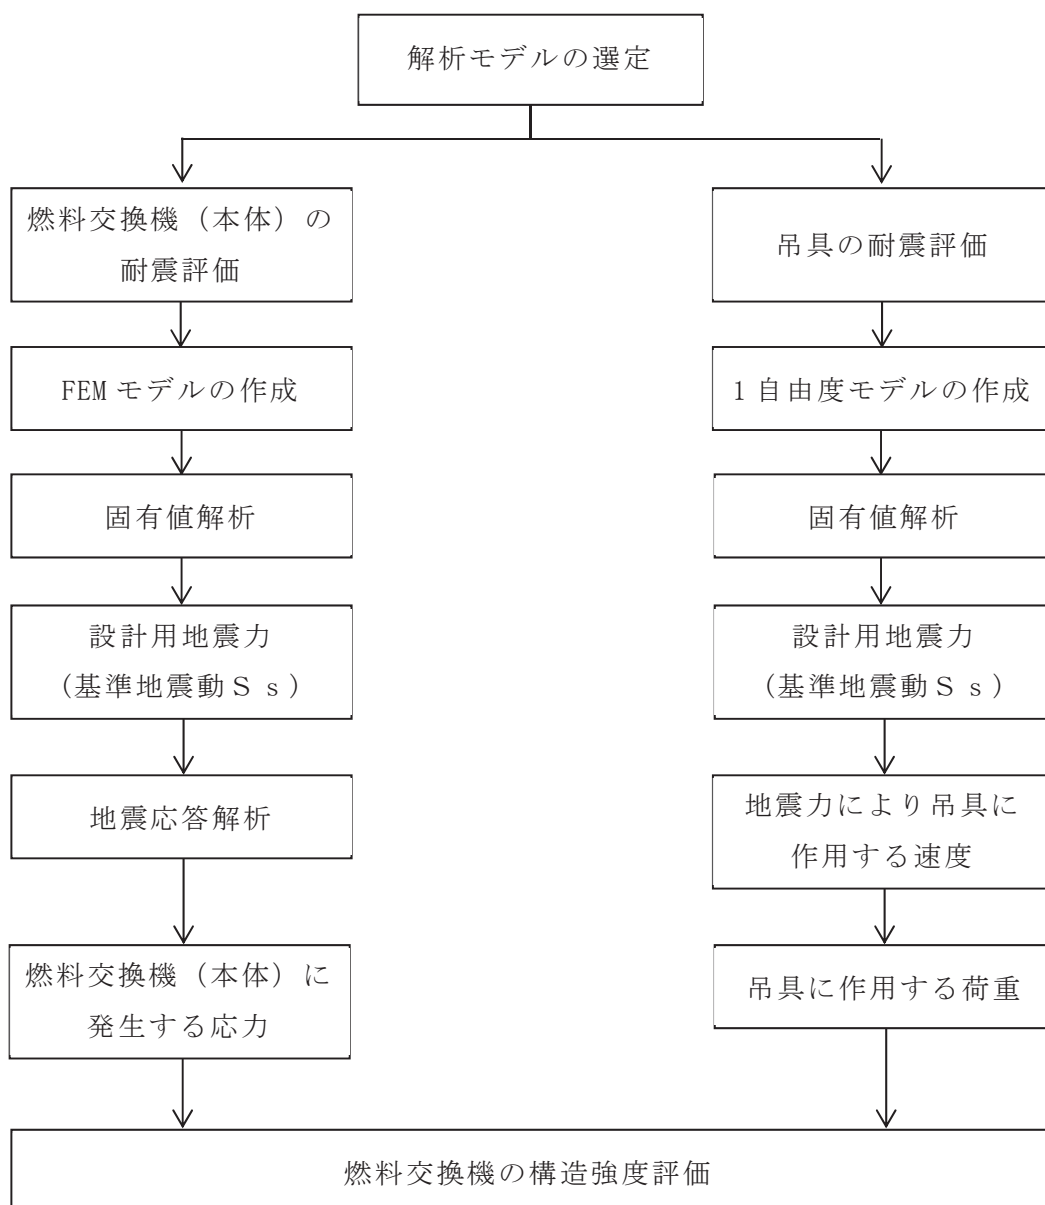 解析モデルの選定
燃料交換機（本体）の
耐震評価
吊具の耐震評価
FEMモデルの作成
1自由度モデルの作成
固有値解析
固有値解析
設計用地震力
（基準地震動Ｓｓ）
設計用地震力
（基準地震動Ｓｓ）
地震応答解析
地震力により吊具に
作用する速度
燃料交換機（本体）に
発生する応力
吊具に作用する荷重
燃料交換機の構造強度評価